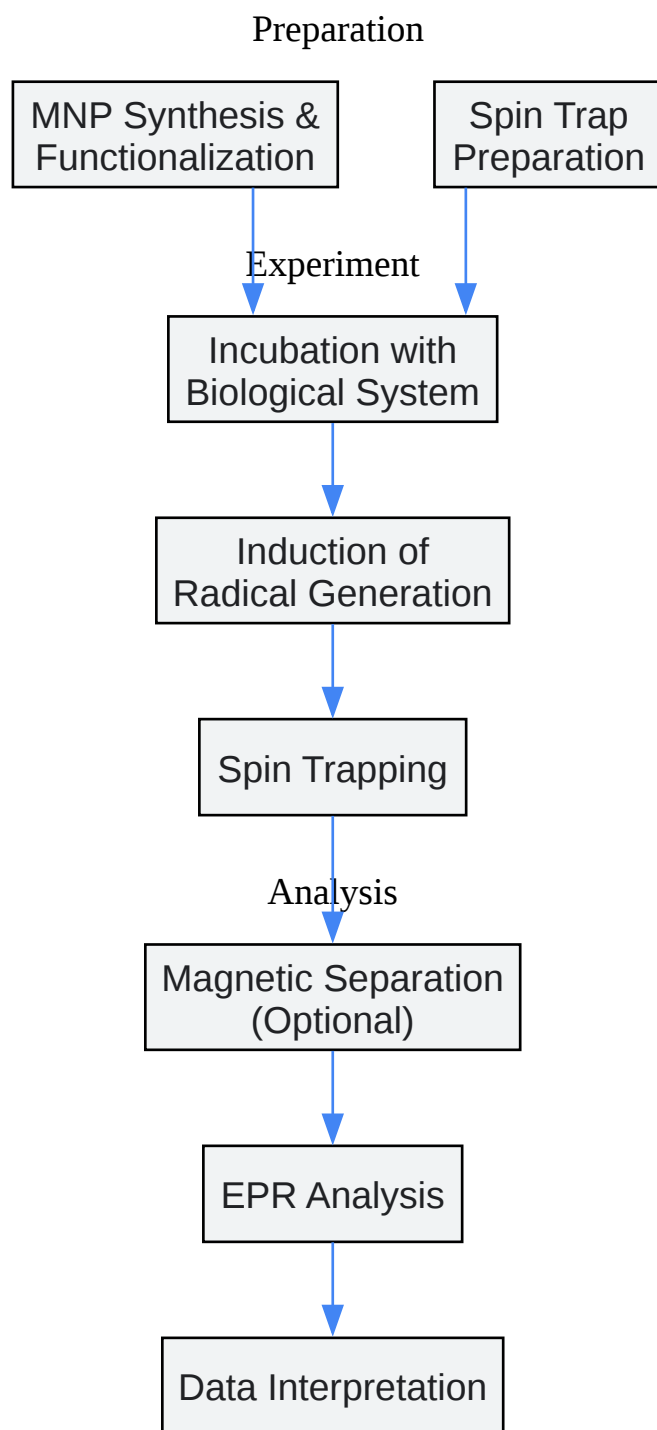 Preparation
MNP Synthesis &
Functionalization
Spin Trap
Preparation
Experiment
Incubation with
Biological System
Induction of
Radical Generation
Spin Trapping
Analysis
Magnetic Separation
(Optional)
EPR Analysis
Data Interpretation